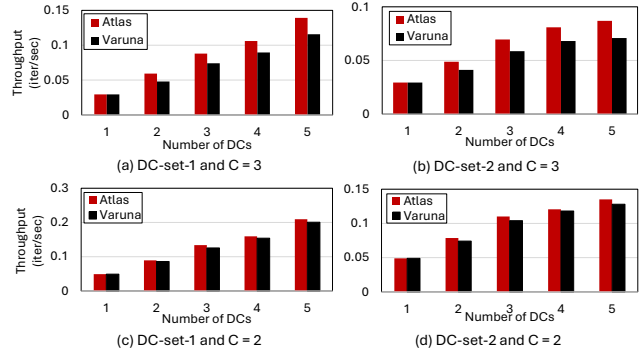 Throughput
(iter/sec)
0.15
0.1
0.05
0
Atlas
Varuna
1 2 3 4 5
Number of DCs
(a) DC-set-1 and C = 3
0.1
0.05
0
Atlas
Varuna
1 2 3 4 5
Number of DCs
(b) DC-set-2 and C = 3
Throughput
(iter/sec)
0.3
0.2
0.1
0
Atlas
Varuna
1 2 3 4 5
Number of DCs
(c) DC-set-1 and C = 2
0.15
0.1
0.05
0
Atlas
Varuna
1 2 3 4 5
Number of DCs
(d) DC-set-2 and C = 2